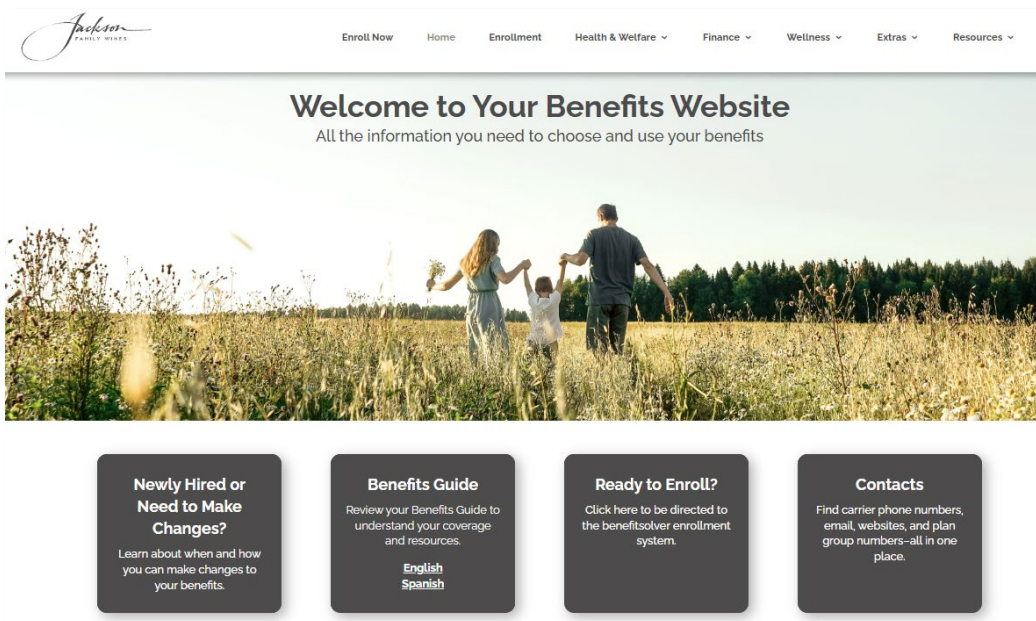 Jackson
FAMILY WINES
Enroll Now Home Enrollment Health & Welfare Finance Wellness Extras Resources
Welcome to Your Benefits Website
All the information you need to choose and use your benefits
Newly Hired or
Need to Make
Changes?
Learn about when and how
you can make changes to
your benefits.
Benefits Guide
Review your Benefits Guide to
understand your coverage
and resources.
English
Spanish
Ready to Enroll?
Click here to be directed to
the benefitsolver enrollment
system.
Contacts
Find carrier phone numbers,
email, websites, and plan
group numbers–all in one
place.